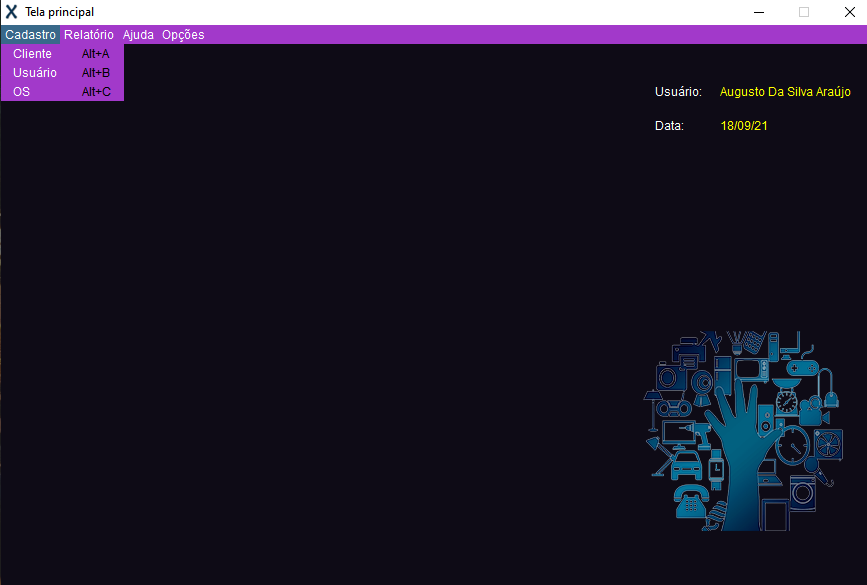 Tela principal
Cadastro Relatório Ajuda Opções
Cliente Alt+A
Usuário Alt+B
OS Alt+C
Usuário: Augusto Da Silva Araújo
Data: 18/09/21